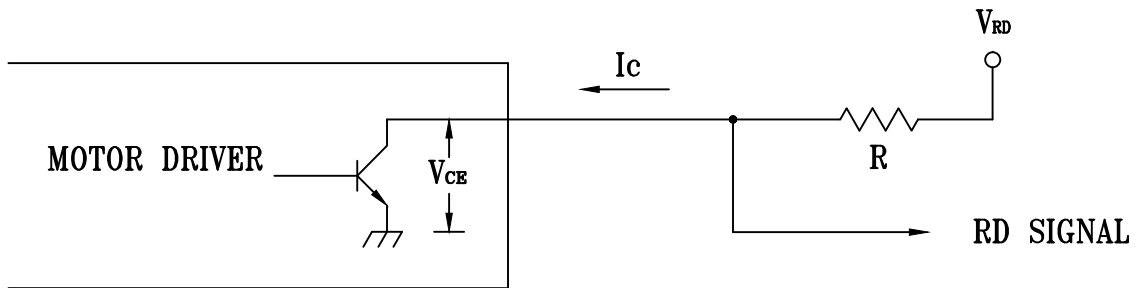 VRD
Ic
R
MOTOR DRIVER
VCE
RD SIGNAL